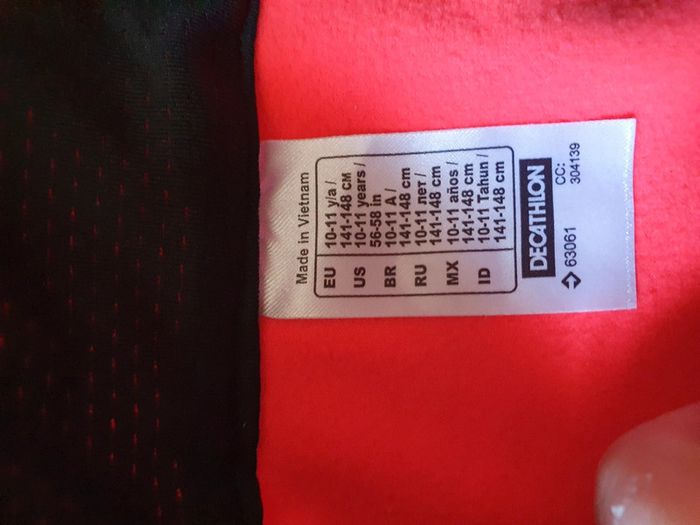 Made in Vietnam
EU 10-11 y/a /
141-148 CM
US 10-11 years /
56-58 in
BR 10-11 A /
141-148 cm
RU 10-11 лет /
141-148 cm
MX 10-11 años /
141-148 cm
ID 10-11 Tahun /
141-148 cm
DECATHLON
63061
CC:
304139